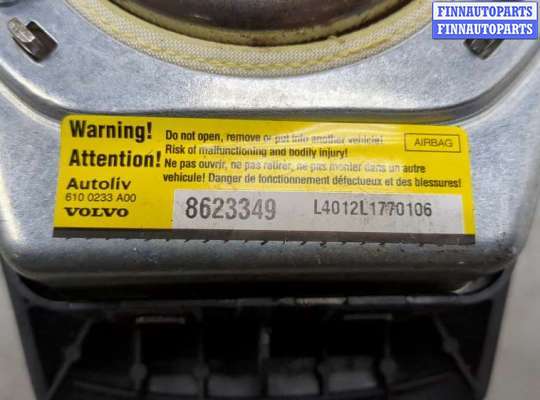 FINNAUTOPARTS
FINNAUTOPARTS
Warning!
Attention!
Do not open, remove or put into another vehicle!
Risk of malfunctioning and bodily injury!
Ne pas ouvrir, ne pas retirer, ne pas monter dans un autre
vehicule! Danger de fonctionnement défectueux et des blessures!
AIRBAG
Autoliv
610 0233 A00
VOLVO
8623349
L4012L1770106